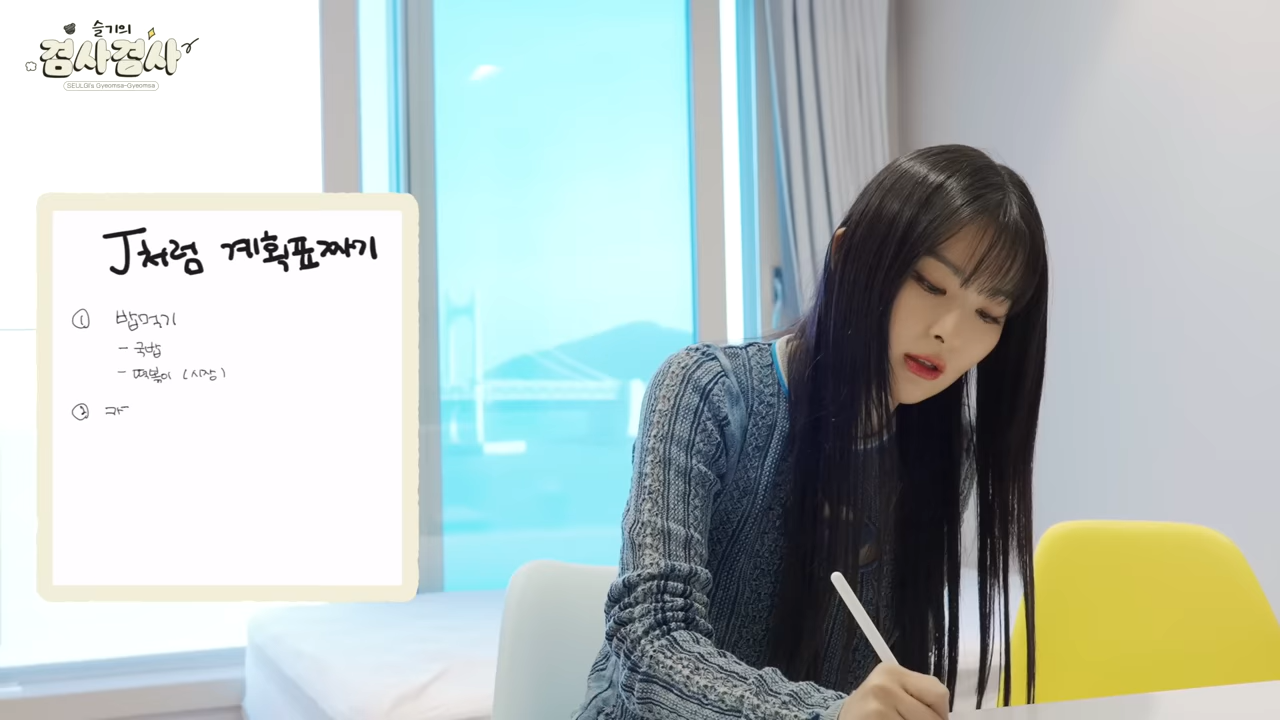 슬기의
겸사겸사
SEULGI's Gyeomsa-Gyeomsa
J처럼 계획표짜기
① 밥먹기
- 국밥
- 떡볶이 (시장)
② 카